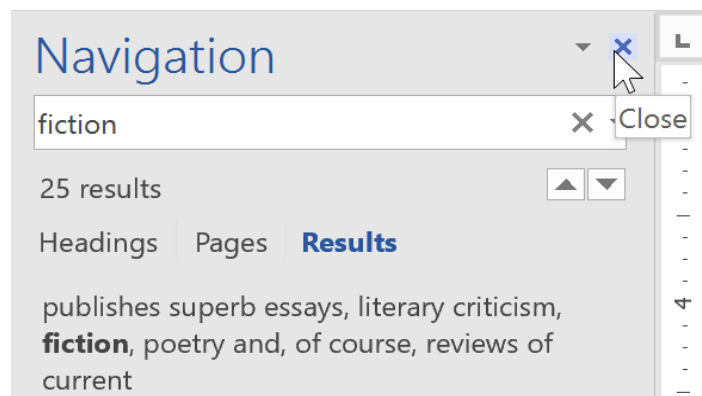 Navigation
fiction
Close
25 results
Headings Pages Results
publishes superb essays, literary criticism,
fiction, poetry and, of course, reviews of
current
4